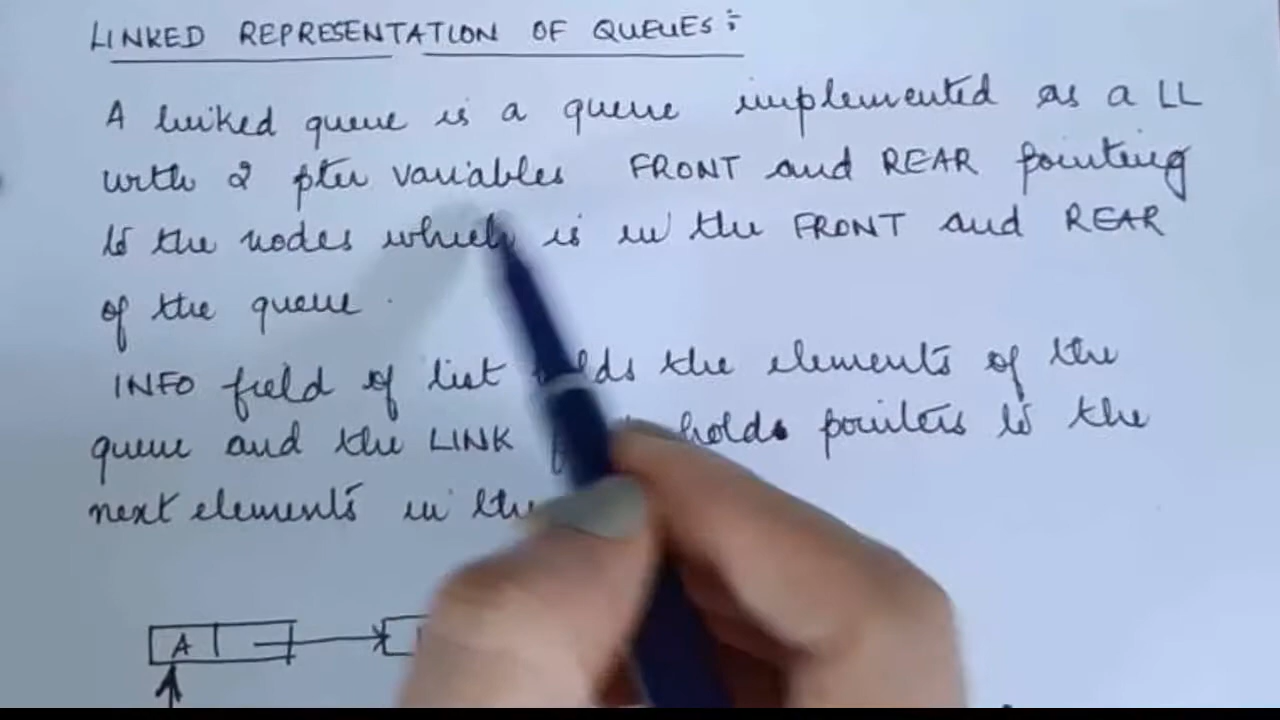 LINKED REPRESENTATION OF QUEUES:
A linked queue is a queue implemented as a LL
with 2 pter variables FRONT and REAR pointing
to the nodes which is in the FRONT and REAR
of the queue.
INFO field of list the elements of the
queue and the LINK holds pointers to the
next elements in the
A